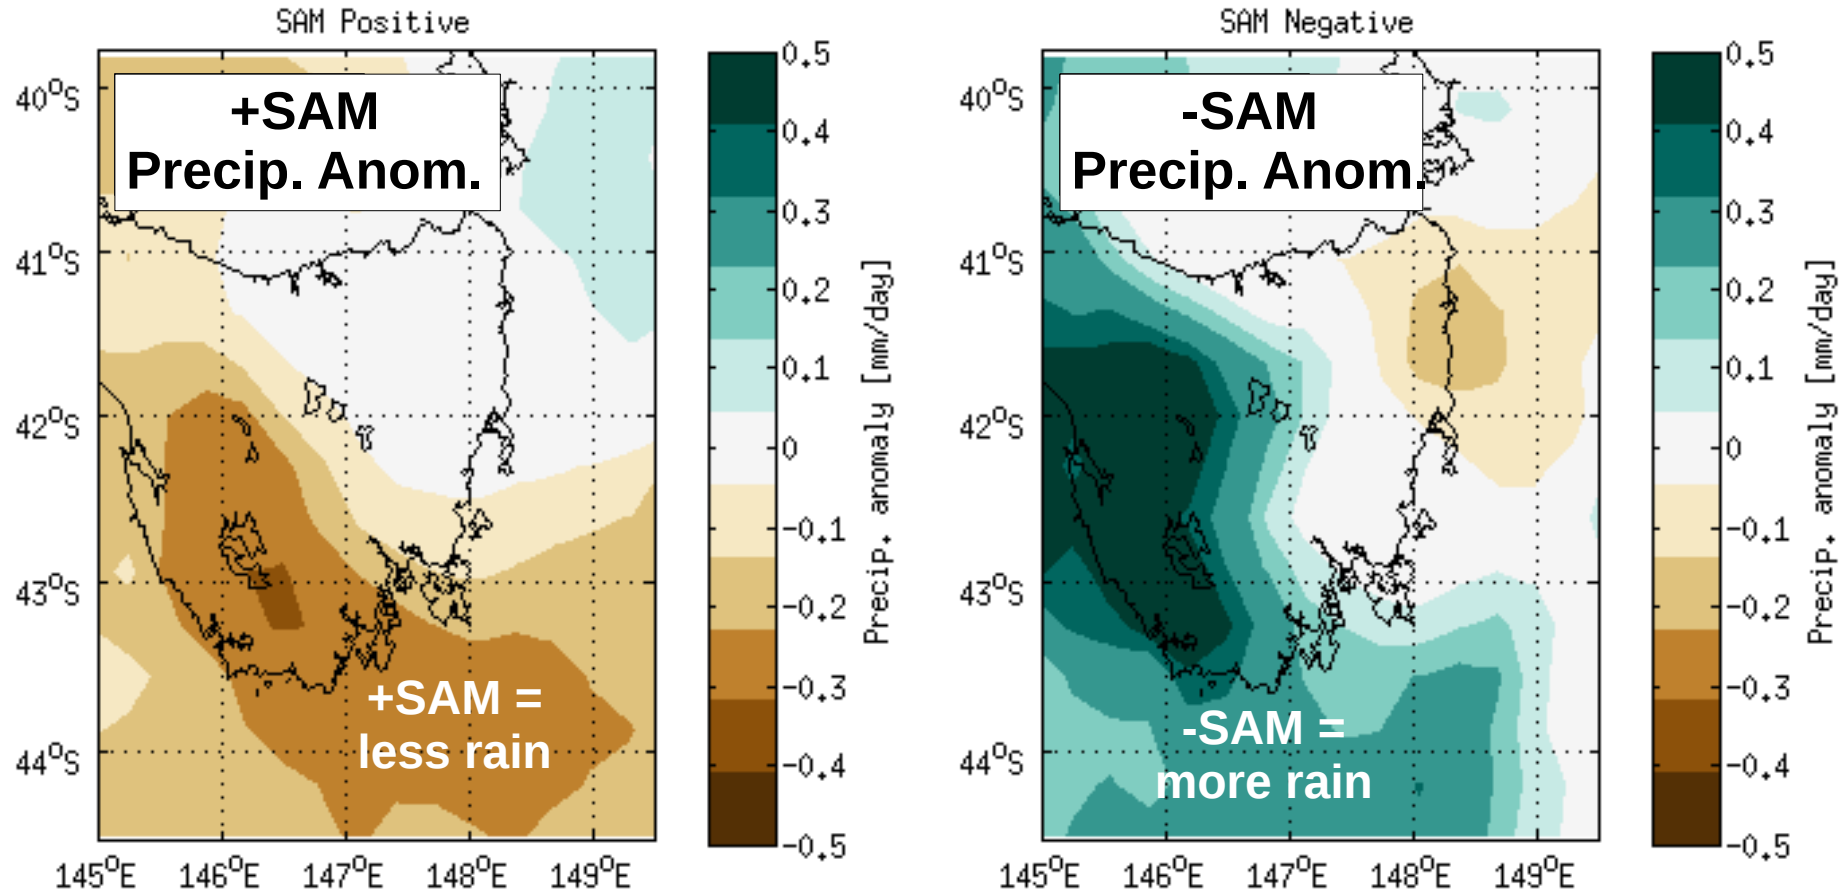 SAM Positive
+SAM
Precip. Anom.
40°S
41°S
42°S
43°S
44°S
145°E 146°E 147°E 148°E 149°E
+SAM =
less rain
0.5
0.4
0.3
0.2
0.1
0
-0.1
-0.2
-0.3
-0.4
-0.5
Precip. anomaly [mm/day]
SAM Negative
-SAM
Precip. Anom.
40°S
41°S
42°S
43°S
44°S
145°E 146°E 147°E 148°E 149°E
-SAM =
more rain
0.5
0.4
0.3
0.2
0.1
0
-0.1
-0.2
-0.3
-0.4
-0.5
Precip. anomaly [mm/day]